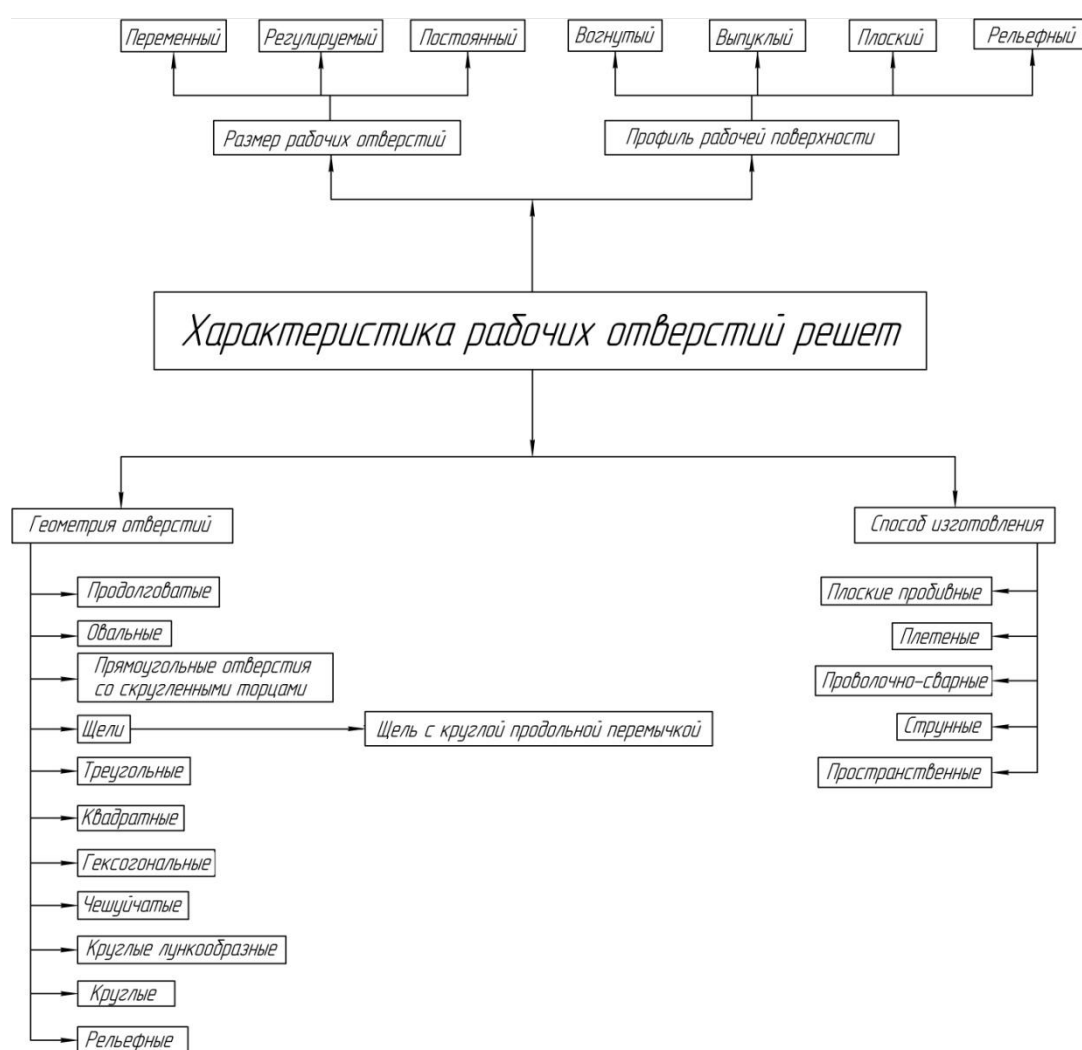 Переменный
Регулируемый
Постоянный
Вогнутый
Выпуклый
Плоский
Рельефный
Размер рабочих отверстий
Профиль рабочей поверхности
Характеристика рабочих отверстий решет
Геометрия отверстий
Способ изготовления
Продолговатые
Овальные
Прямоугольные отверстия
со скругленными торцами
Щели
Щель с круглой продольной перемычкой
Треугольные
Квадратные
Гексогональные
Чешуйчатые
Круглые лункообразные
Круглые
Рельефные
Плоские пробивные
Плетеные
Проволочно-сварные
Струнные
Пространственные